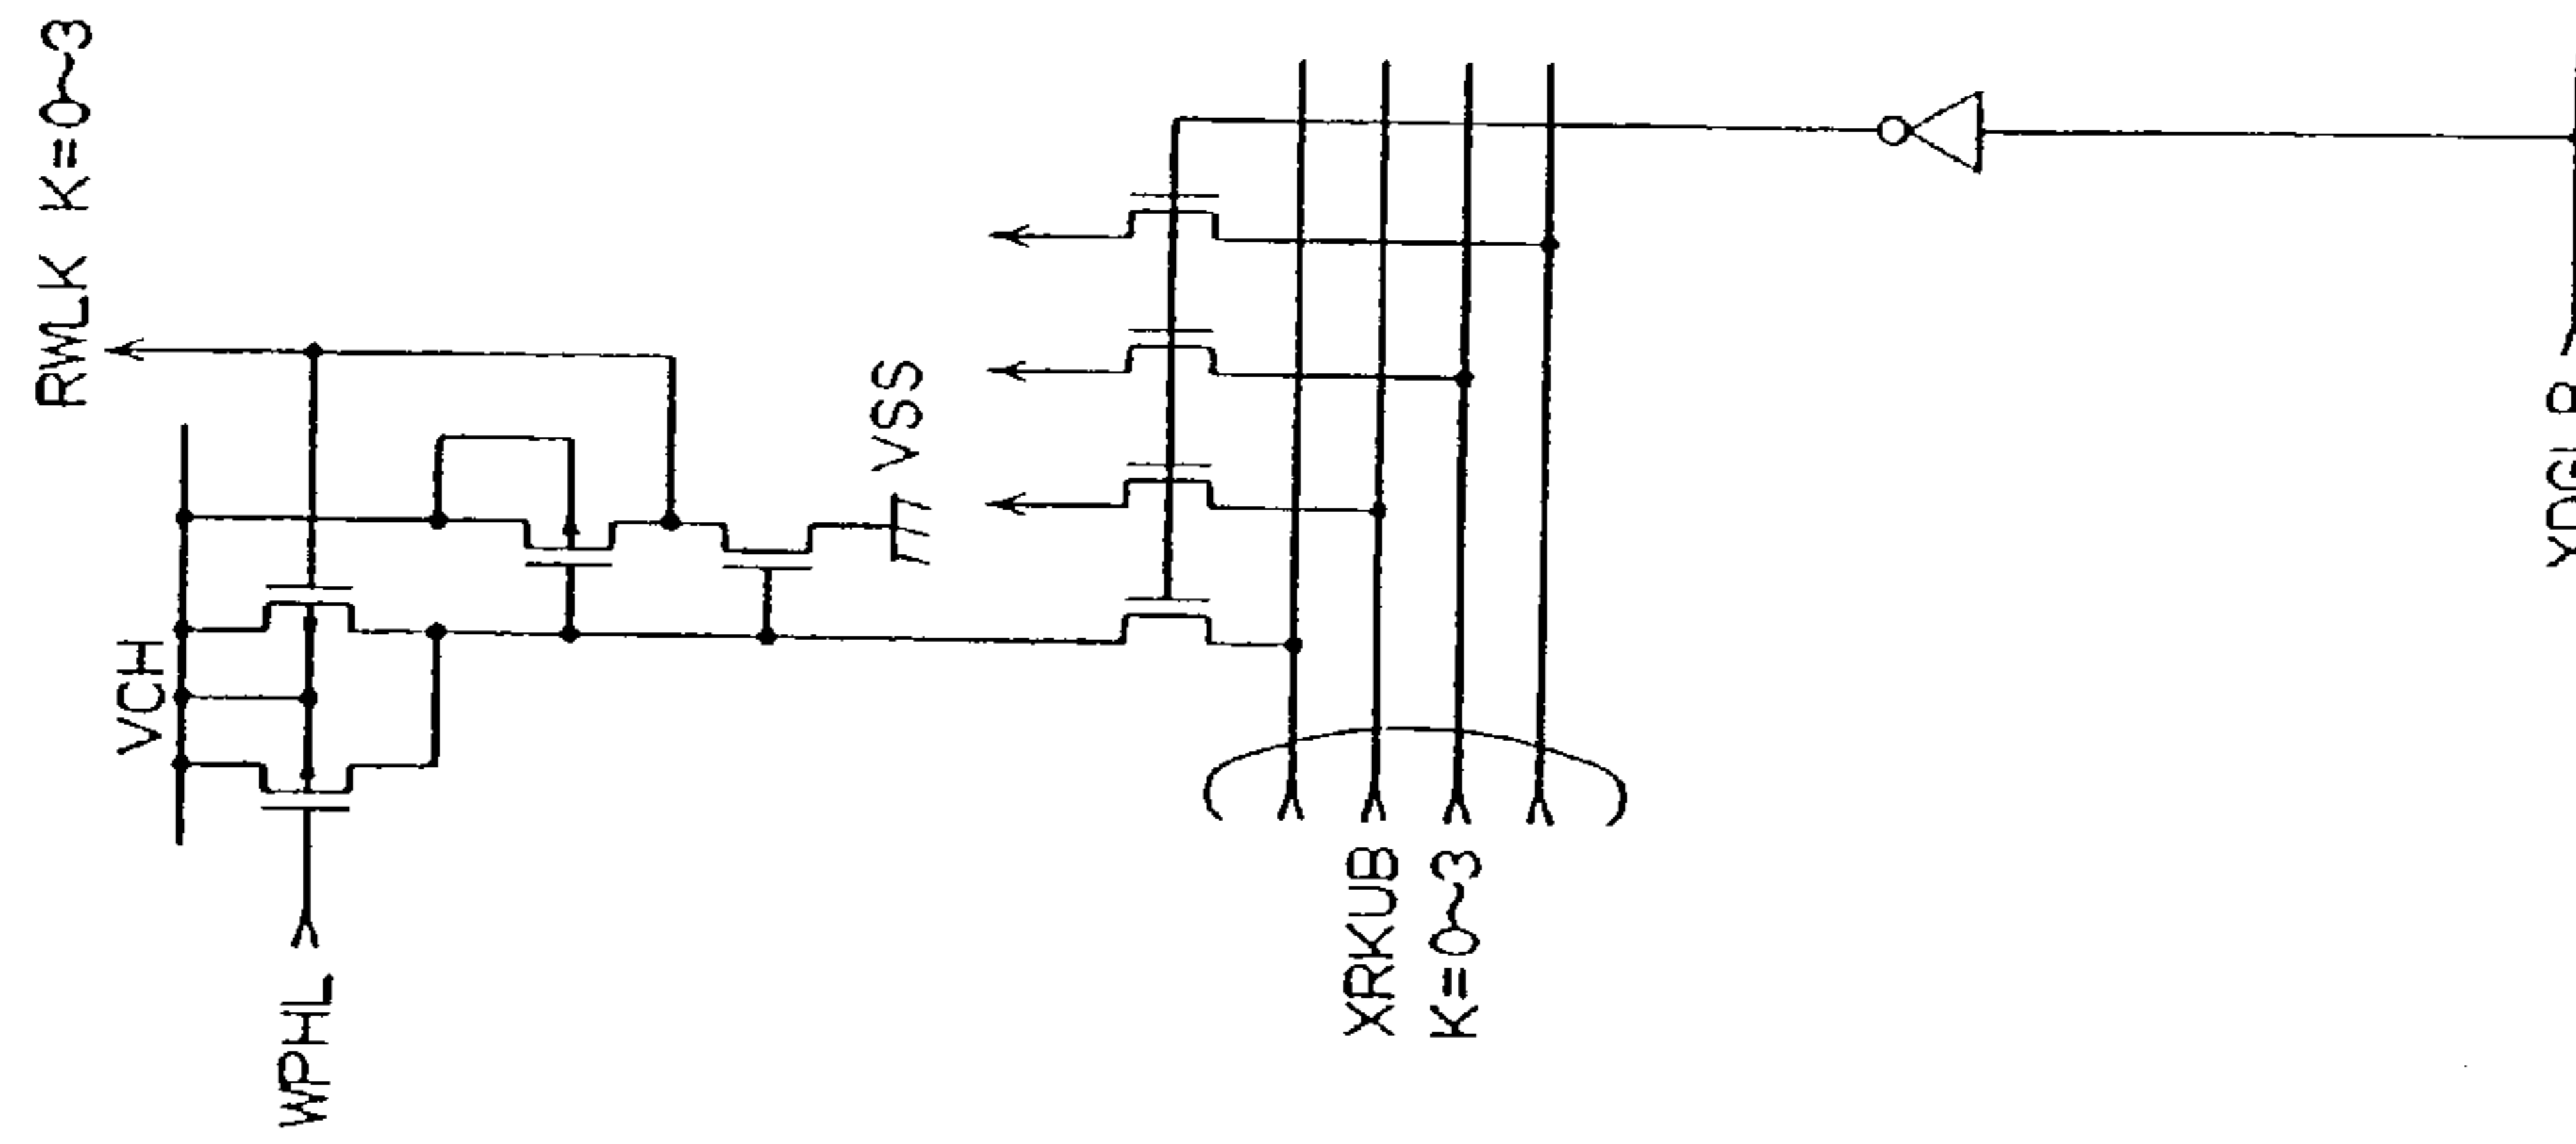 RWLK K=0~3
VCH
WPHL
VSS
XRKUB
K=0~3